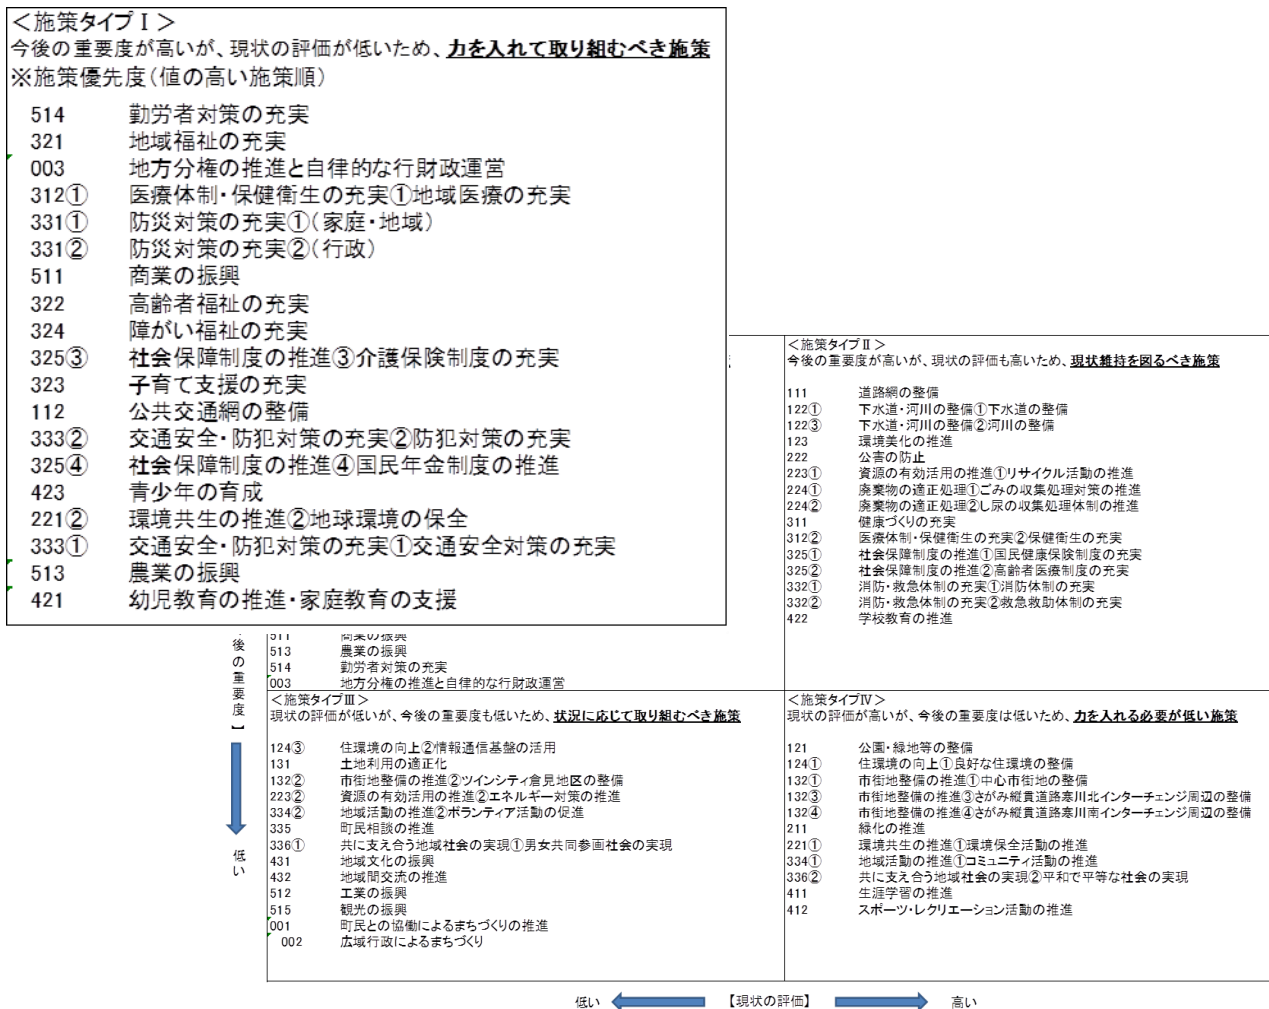 ＜施策タイプⅠ＞
今後の重要度が高いが、現状の評価が低いため、力を入れて取り組むべき施策
※施策優先度(値の高い施策順)
514 勤労者対策の充実
321 地域福祉の充実
003 地方分権の推進と自律的な行財政運営
312① 医療体制・保健衛生の充実①地域医療の充実
331① 防災対策の充実①(家庭・地域)
331② 防災対策の充実②(行政)
511 商業の振興
322 高齢者福祉の充実
324 障がい福祉の充実
325③ 社会保障制度の推進③介護保険制度の充実
323 子育て支援の充実
112 公共交通網の整備
333② 交通安全・防犯対策の充実②防犯対策の充実
325④ 社会保障制度の推進④国民年金制度の推進
423 青少年の育成
221② 環境共生の推進②地球環境の保全
333① 交通安全・防犯対策の充実①交通安全対策の充実
513 農業の振興
421 幼児教育の推進・家庭教育の支援
＜施策タイプⅡ＞
今後の重要度が高いが、現状の評価も高いため、現状維持を図るべき施策
111 道路網の整備
122① 下水道・河川の整備①下水道の整備
122③ 下水道・河川の整備②河川の整備
123 環境美化の推進
222 公害の防止
223① 資源の有効活用の推進①リサイクル活動の推進
224① 廃棄物の適正処理①ごみの収集処理対策の推進
224② 廃棄物の適正処理②し尿の収集処理体制の推進
311 健康づくりの充実
312② 医療体制・保健衛生の充実②保健衛生の充実
325① 社会保障制度の推進①国民健康保険制度の充実
325② 社会保障制度の推進②高齢者医療制度の充実
332① 消防・救急体制の充実①消防体制の充実
332② 消防・救急体制の充実②救急救助体制の充実
422 学校教育の推進
511 商業の振興
513 農業の振興
514 勤労者対策の充実
003 地方分権の推進と自律的な行財政運営
後の重要度】
低い
＜施策タイプⅢ＞
現状の評価が低いが、今後の重要度も低いため、状況に応じて取り組むべき施策
124③ 住環境の向上②情報通信基盤の活用
131 土地利用の適正化
132② 市街地整備の推進②ツインシティ倉見地区の整備
223② 資源の有効活用の推進②エネルギー対策の推進
334② 地域活動の推進②ボランティア活動の促進
335 町民相談の推進
336① 共に支え合う地域社会の実現①男女共同参画社会の実現
431 地域文化の振興
432 地域間交流の推進
512 工業の振興
515 観光の振興
001 町民との協働によるまちづくりの推進
002 広域行政によるまちづくり
＜施策タイプⅣ＞
現状の評価が高いが、今後の重要度は低いため、力を入れる必要が低い施策
121 公園・緑地等の整備
124① 住環境の向上①良好な住環境の整備
132① 市街地整備の推進①中心市街地の整備
132③ 市街地整備の推進③さがみ縦貫道路寒川北インターチェンジ周辺の整備
132④ 市街地整備の推進④さがみ縦貫道路寒川南インターチェンジ周辺の整備
211 緑化の推進
221① 環境共生の推進①環境保全活動の推進
334① 地域活動の推進①コミュニティ活動の推進
336② 共に支え合う地域社会の実現②平和で平等な社会の実現
411 生涯学習の推進
412 スポーツ・レクリエーション活動の推進
低い 【現状の評価】 高い